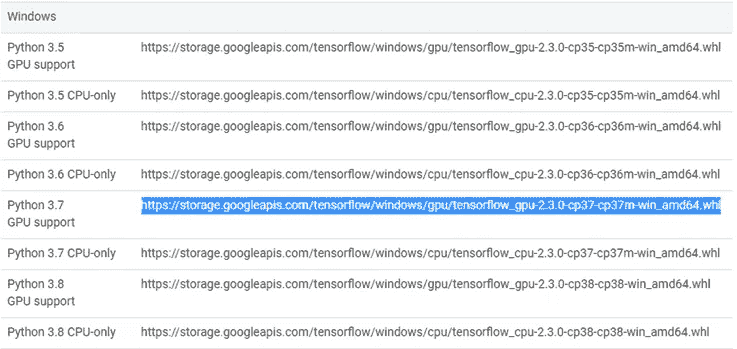 Windows
Python 3.5
GPU support
https://storage.googleapis.com/tensorflow/windows/gpu/tensorflow_gpu-2.3.0-cp35-cp35m-win_amd64.whl
Python 3.5 CPU-only
https://storage.googleapis.com/tensorflow/windows/cpu/tensorflow_cpu-2.3.0-cp35-cp35m-win_amd64.whl
Python 3.6
GPU support
https://storage.googleapis.com/tensorflow/windows/gpu/tensorflow_gpu-2.3.0-cp36-cp36m-win_amd64.whl
Python 3.6 CPU-only
https://storage.googleapis.com/tensorflow/windows/cpu/tensorflow_cpu-2.3.0-cp36-cp36m-win_amd64.whl
Python 3.7
GPU support
https://storage.googleapis.com/tensorflow/windows/gpu/tensorflow_gpu-2.3.0-cp37-cp37m-win_amd64.whl
Python 3.7 CPU-only
https://storage.googleapis.com/tensorflow/windows/cpu/tensorflow_cpu-2.3.0-cp37-cp37m-win_amd64.whl
Python 3.8
GPU support
https://storage.googleapis.com/tensorflow/windows/gpu/tensorflow_gpu-2.3.0-cp38-cp38-win_amd64.whl
Python 3.8 CPU-only
https://storage.googleapis.com/tensorflow/windows/cpu/tensorflow_cpu-2.3.0-cp38-cp38-win_amd64.whl